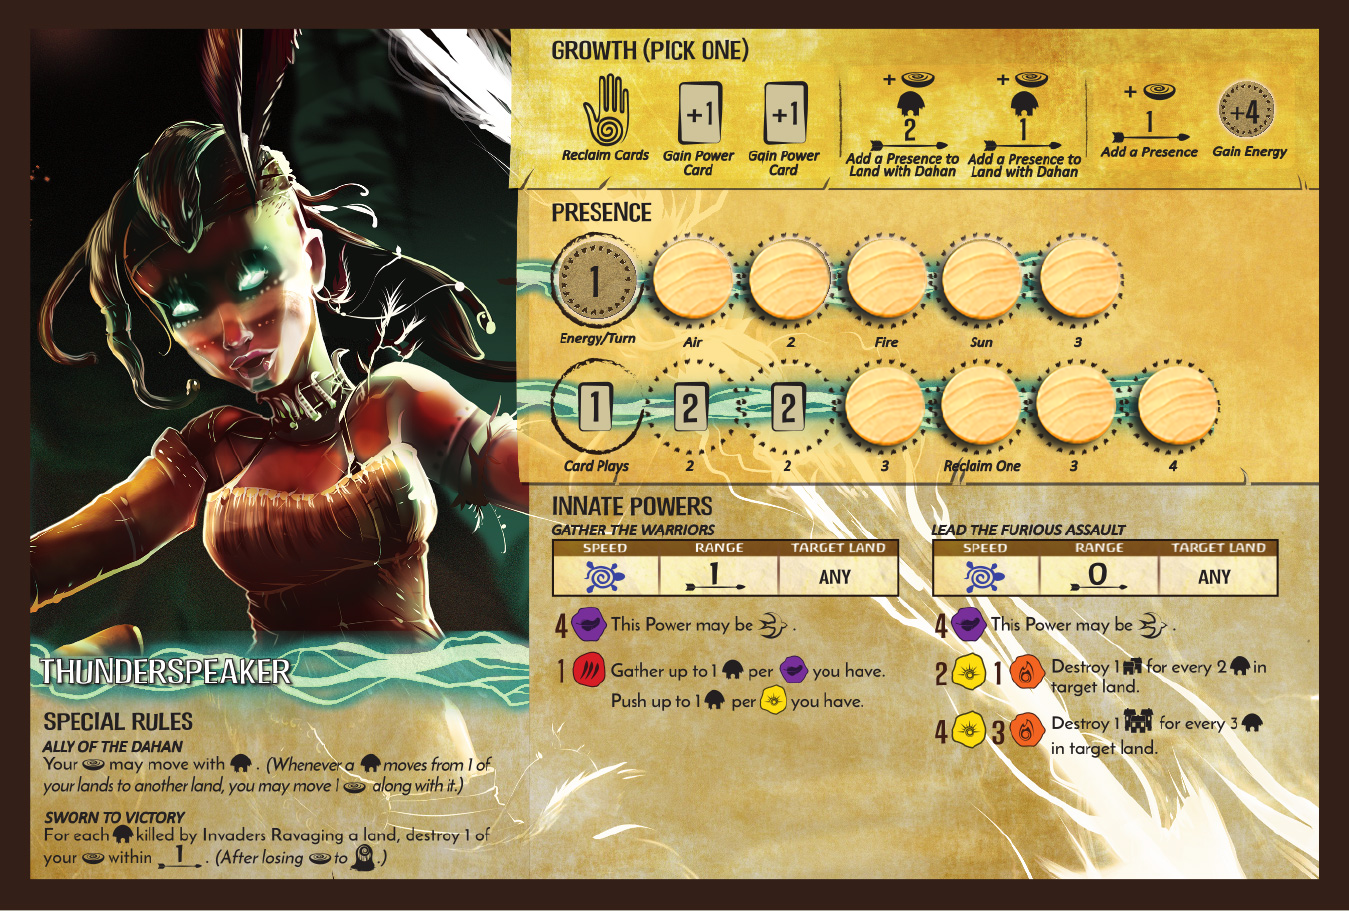 GROWTH (PICK ONE)
+1
+1
+
2
+
1
+
1
+4
Reclaim Cards
Gain Power
Card
Gain Power
Card
Add a Presence to
Land with Dahan
Add a Presence to
Land with Dahan
Add a Presence
Gain Energy
PRESENCE
1
Energy/Turn
Air
2
Fire
Sun
3
1
2
2
Card Plays
2
2
3
Reclaim One
3
4
INNATE POWERS
GATHER THE WARRIORS
SPEED RANGE TARGET LAND
1 ANY
4 This Power may be .
1 Gather up to 1 per you have.
Push up to 1 per you have.
LEAD THE FURIOUS ASSAULT
SPEED RANGE TARGET LAND
0 ANY
4 This Power may be .
2 1 Destroy 1 for every 2 in
target land.
4 3 Destroy 1 for every 3
in target land.
THUNDERSPEAKER
SPECIAL RULES
ALLY OF THE DAHAN
Your may move with . (Whenever a moves from 1 of
your lands to another land, you may move 1 along with it.)
SWORN TO VICTORY
For each killed by Invaders Ravaging a land, destroy 1 of
your within 1 . (After losing to .)